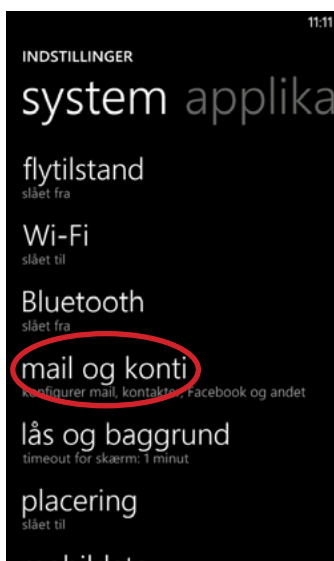 11:11
INDSTILLINGER
system applika
flytilstand
slået fra
Wi-Fi
slået til
Bluetooth
slået fra
mail og konti
konfigurer mail, kontakter, Facebook og andet
lås og baggrund
timeout for skærm: 1 minut
placering
slået til